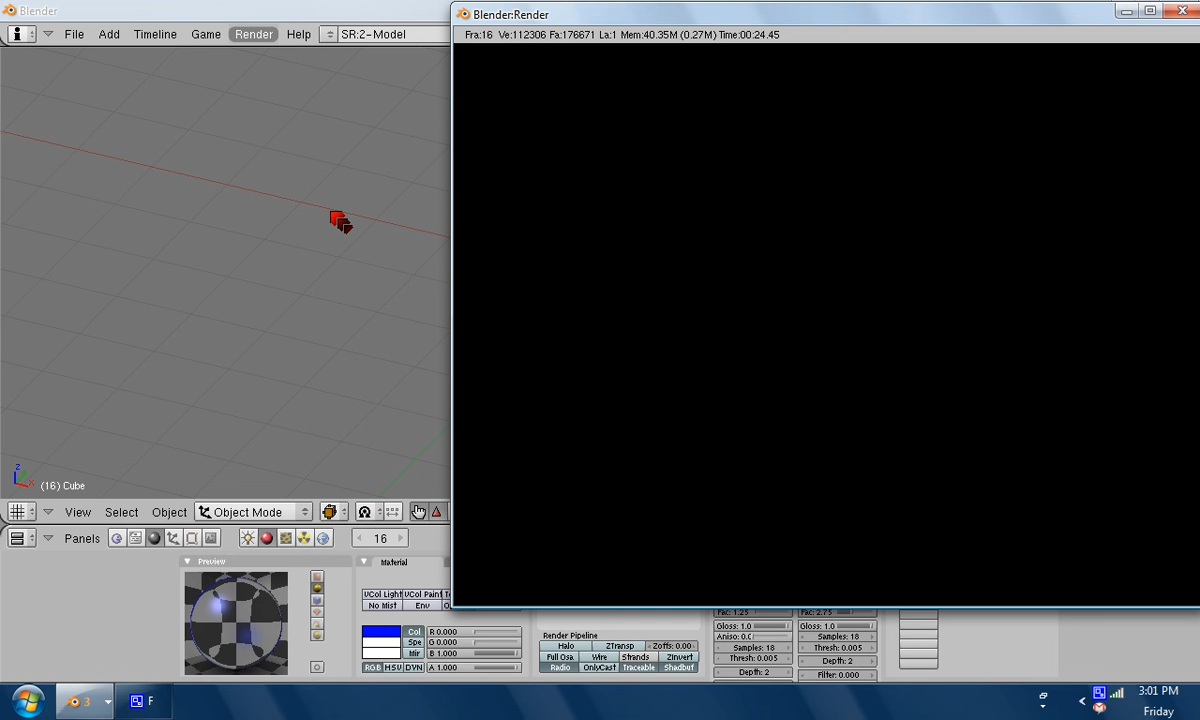 Blender
File Add Timeline Game Render Help SR:2-Model
Blender:Render
Fra:16 Ve:112306 Fa:176671 La:1 Mem:40.35M (0.27M) Time:00:24.45
z
x
(16) Cube
View Select Object Object Mode
Panels 16
Preview
Material
VCol Light VCol Paint
No Mist Env
Col R 0.000
Spe G 0.000
Mir B 1.000
RGB HSV DYN A 1.000
Render Pipeline
Halo ZTransp Zoffs: 0.00
Full Osa Wire Strands ZInvert
Radio OnlyCast Traceable Shadbuf
Fac: 1.25
Gloss: 1.0
Samples: 18
Thresh: 0.005
Depth: 2
Fac: 2.75
Gloss: 1.0
Samples: 18
Thresh: 0.005
Depth: 2
Filter: 0.000
3
F
3:01 PM
Friday